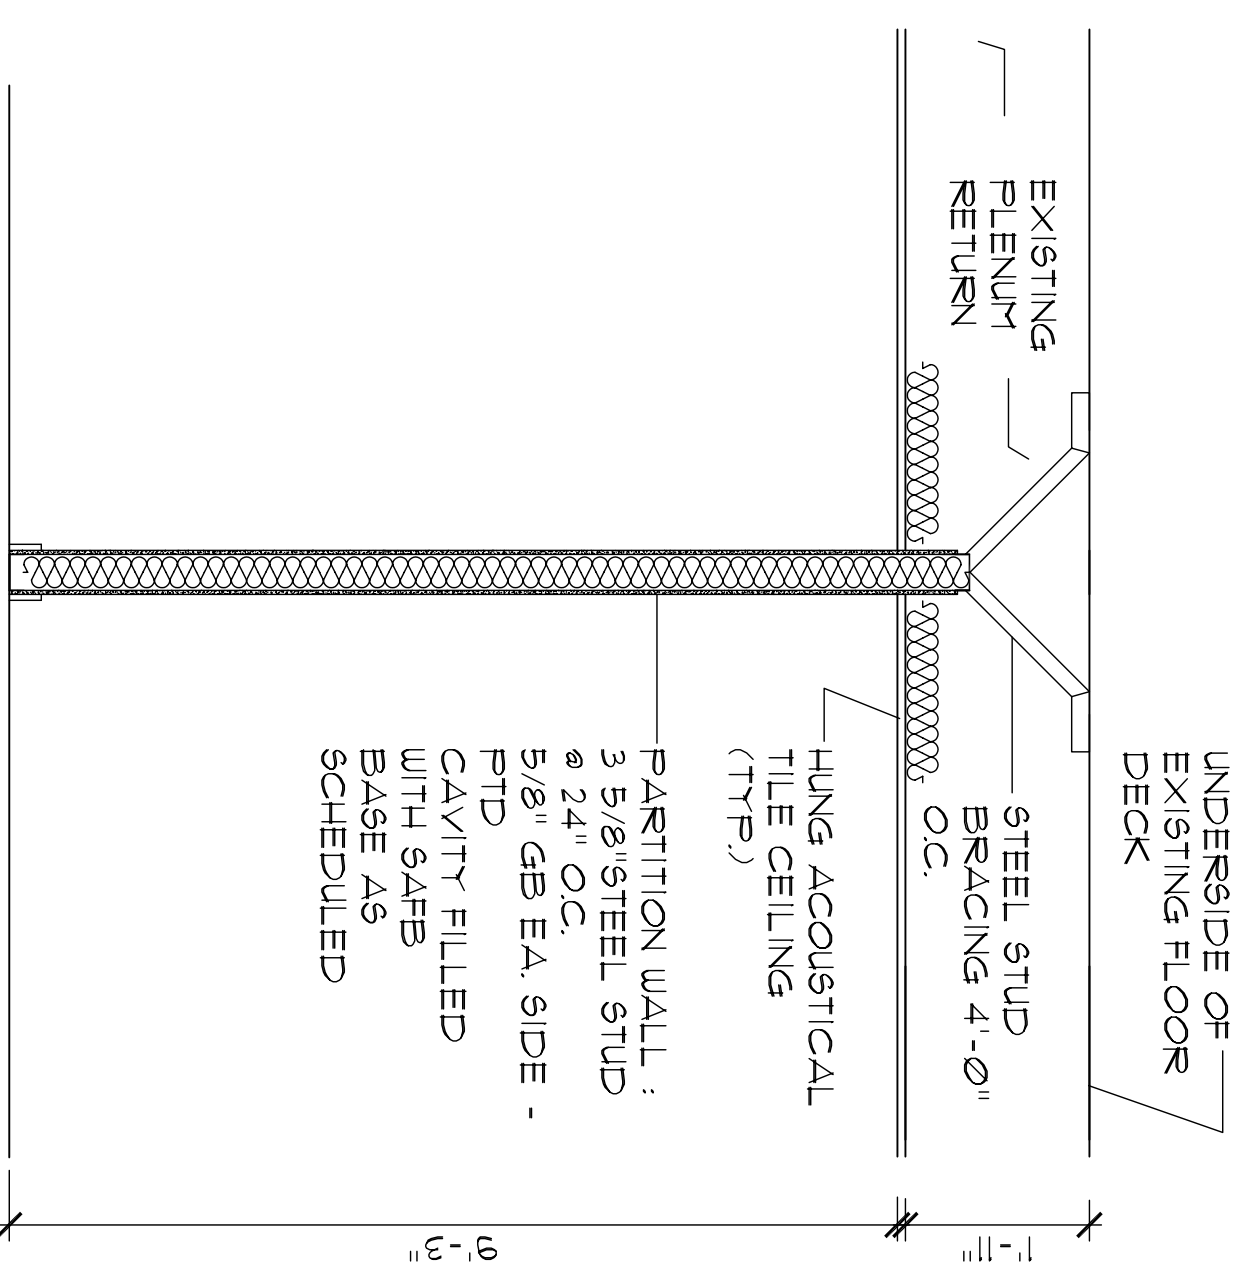 UNDERSIDE OF
EXISTING FLOOR
DECK
EXISTING
PLENUM
RETURN
STEEL STUD
BRACING 4'-0"
O.C.
HUNG ACOUSTICAL
TILE CEILING
(TYP.)
PARTITION WALL :
3 5/8"STEEL STUD
@ 24" O.C.
5/8" GB EA. SIDE -
PTD
CAVITY FILLED
WITH SAFB
BASE AS
SCHEDULED
1'-11"
9'-3"